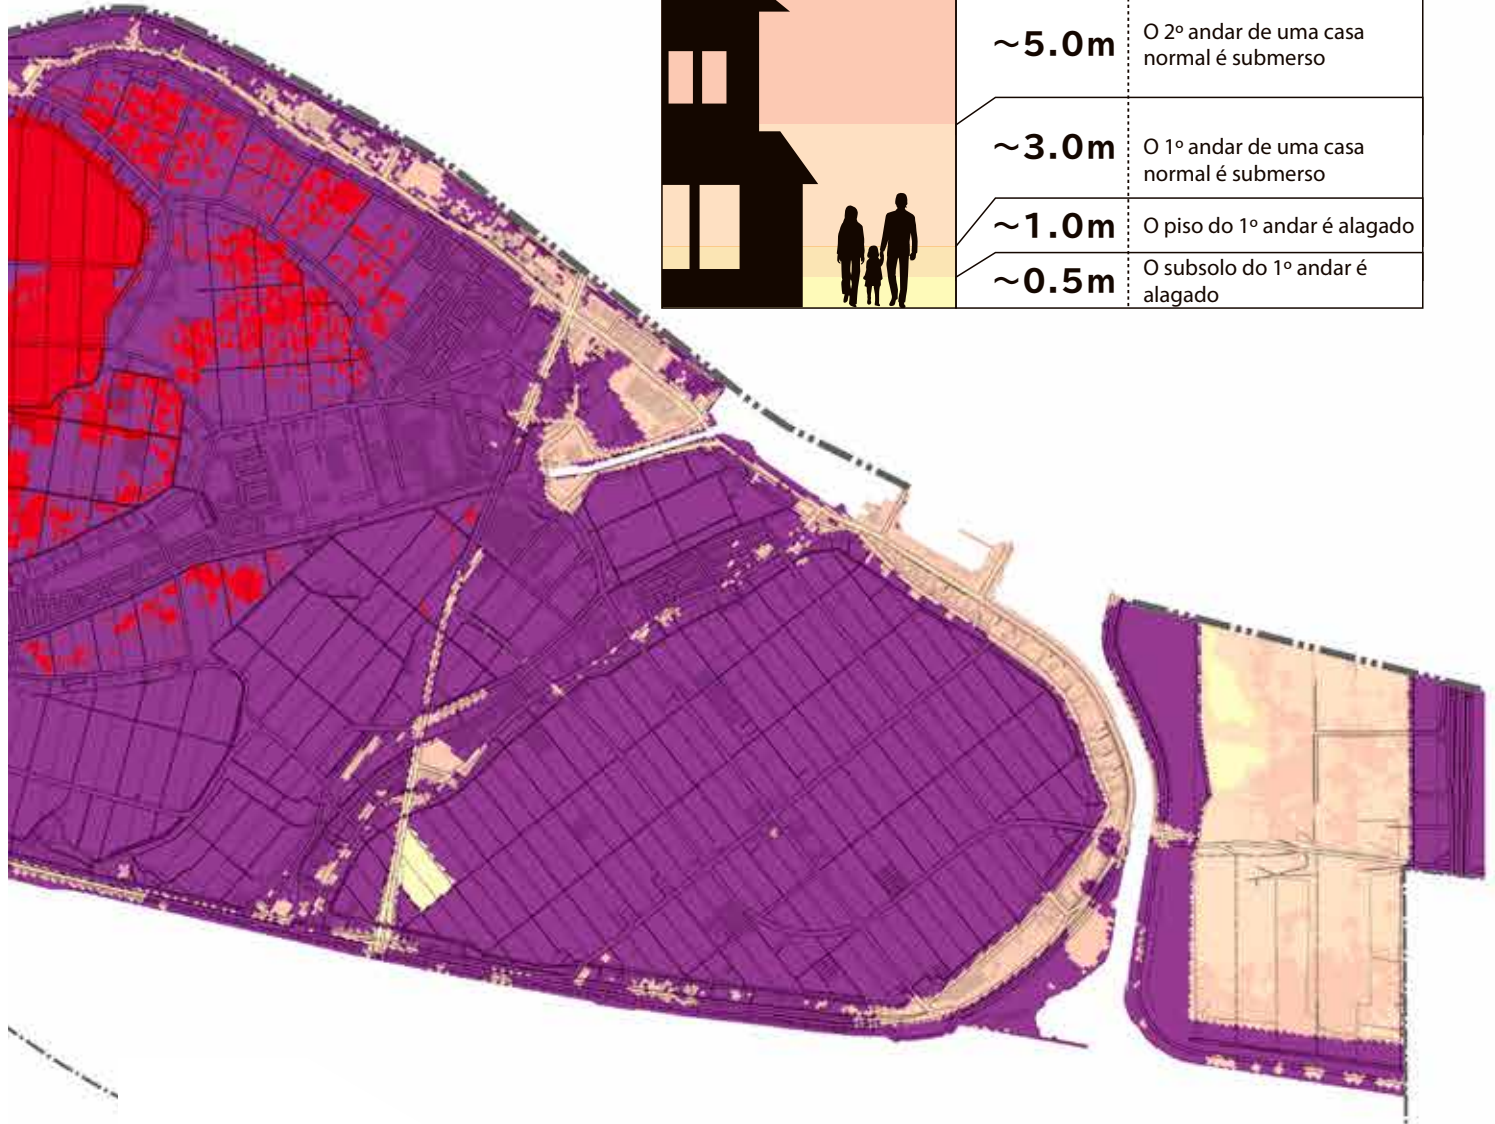 ~5.0m
O 2º andar de uma casa
normal é submerso
~3.0m
O 1º andar de uma casa
normal é submerso
~1.0m
O piso do 1º andar é alagado
~0.5m
O subsolo do 1º andar é
alagado